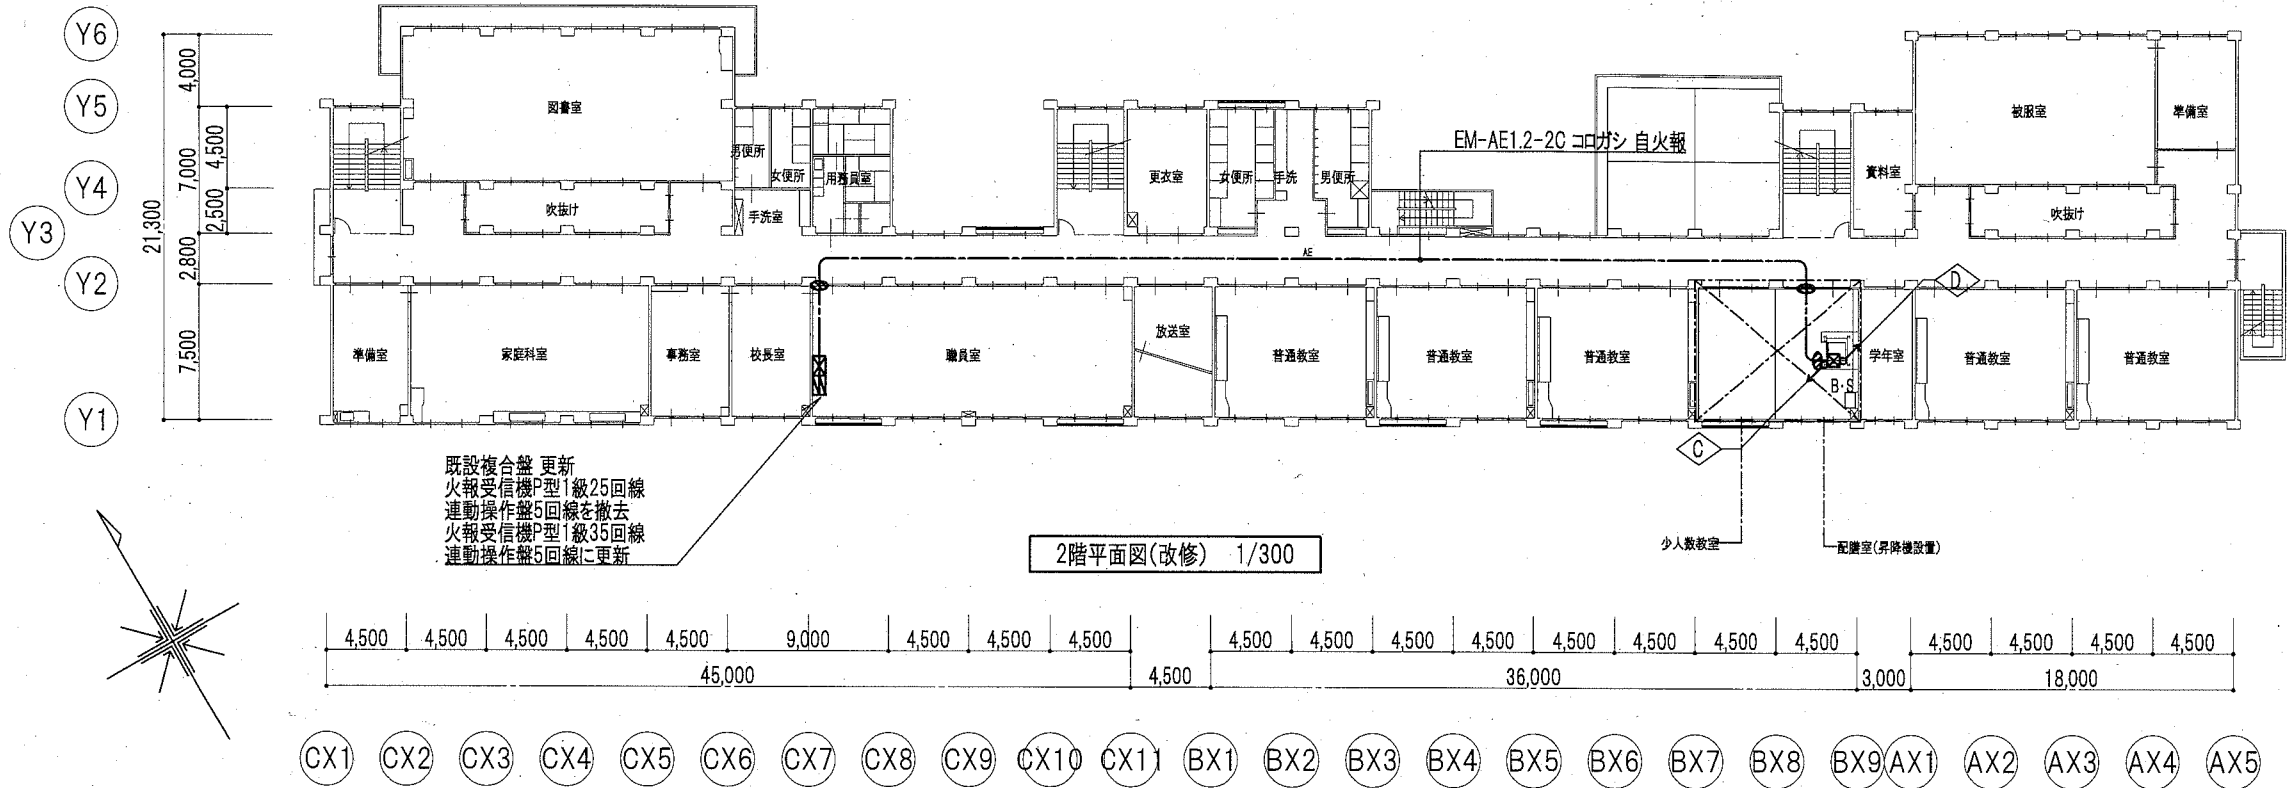 Y6
Y5
Y4
Y3
Y2
Y1
21,300
4,000
7,000
4,500
2,500
2,800
7,500
図書室
吹抜け
男便所
女便所
手洗室
用務員室
更衣室
女便所
手洗
男便所
EM-AE1.2-2C コロガシ 自火報
AE
資料室
被服室
準備室
吹抜け
準備室
家庭科室
事務室
校長室
職員室
放送室
普通教室
普通教室
普通教室
B·S
学年室
普通教室
普通教室
D
C
少人数教室
配膳室(昇降機設置)
既設複合盤 更新
火報受信機P型1級25回線
連動操作盤5回線を撤去
火報受信機P型1級35回線
連動操作盤5回線に更新
2階平面図(改修) 1/300
4,500 4,500 4,500 4,500 4,500 9,000 4,500 4,500 4,500 4,500 4,500 4,500 4,500 4,500 4,500 4,500 4,500 4,500 4,500 4,500 4,500
45,000 4,500 36,000 3,000 18,000
CX1 CX2 CX3 CX4 CX5 CX6 CX7 CX8 CX9 CX10 CX11 BX1 BX2 BX3 BX4 BX5 BX6 BX7 BX8 BX9 AX1 AX2 AX3 AX4 AX5